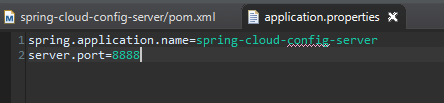 spring-cloud-config-server/pom.xml
application.properties
1 spring.application.name=spring-cloud-config-server
2 server.port=8888